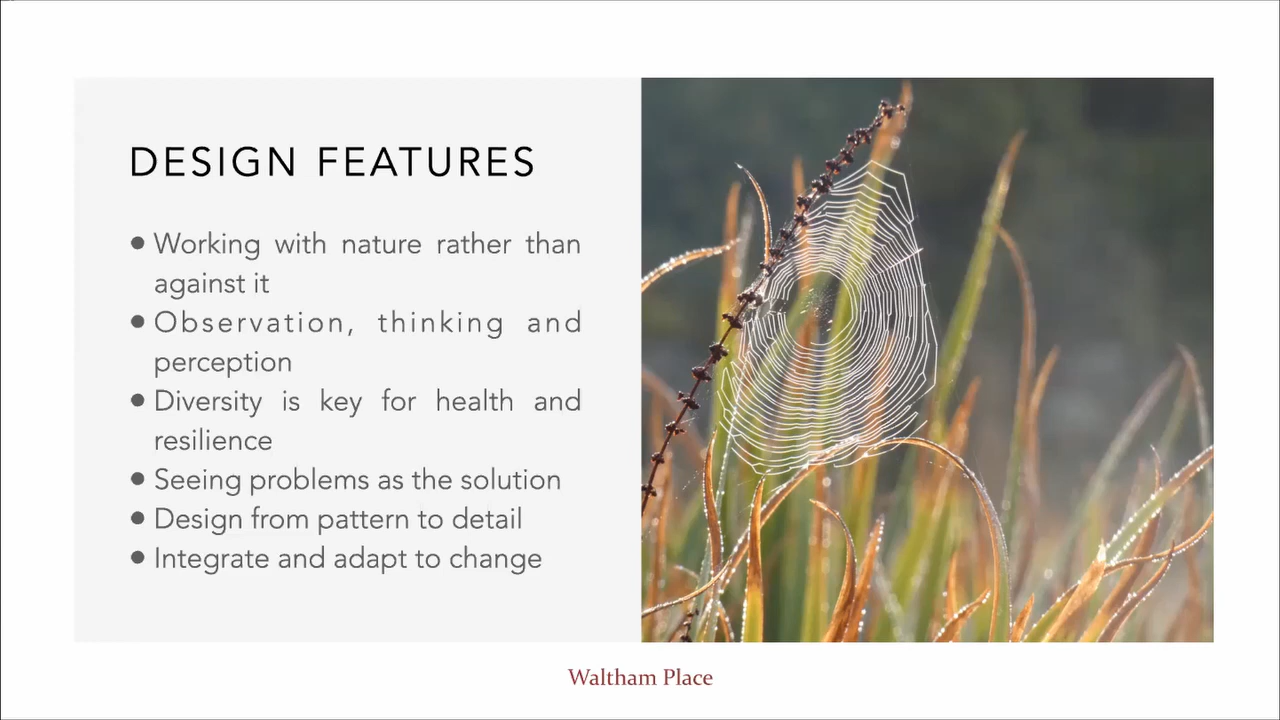 DESIGN FEATURES
● Working with nature rather than
against it
● Observation, thinking and
perception
● Diversity is key for health and
resilience
● Seeing problems as the solution
● Design from pattern to detail
● Integrate and adapt to change
Waltham Place